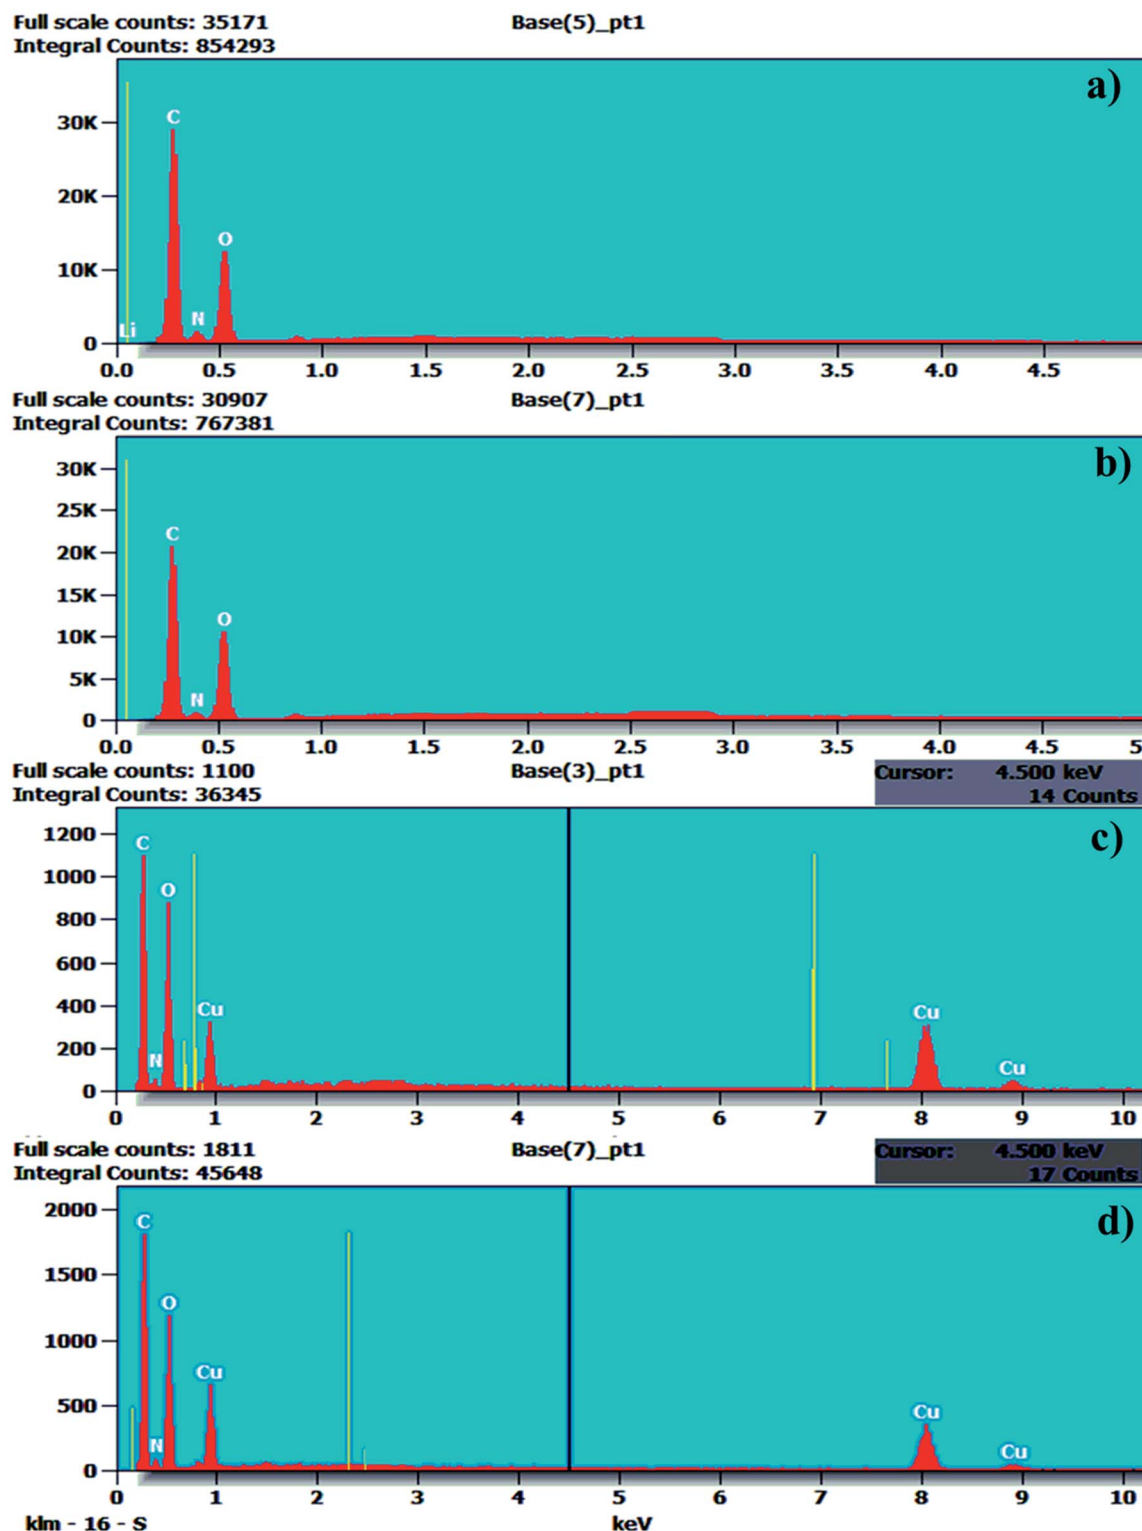 Full scale counts: 35171 Base(5)_pt1
Integral Counts: 854293
a)
C
30K
20K
O
10K
Li N
0
0.0 0.5 1.0 1.5 2.0 2.5 3.0 3.5 4.0 4.5
Full scale counts: 30907 Base(7)_pt1
Integral Counts: 767381
b)
30K
25K
C
20K
15K
O
10K
5K
N
0
0.0 0.5 1.0 1.5 2.0 2.5 3.0 3.5 4.0 4.5 5
Full scale counts: 1100 Base(3)_pt1 Cursor: 4.500 keV
Integral Counts: 36345 14 Counts
c)
1200
C
1000
O
800
600
400
Cu Cu
200
N Cu
0
0 1 2 3 4 5 6 7 8 9 10
Full scale counts: 1811 Base(7)_pt1 Cursor: 4.500 keV
Integral Counts: 45648 17 Counts
d)
2000
C
1500
O
1000
Cu
500
Cu
N Cu
0
0 1 2 3 4 5 6 7 8 9 10
klm - 16 - S keV